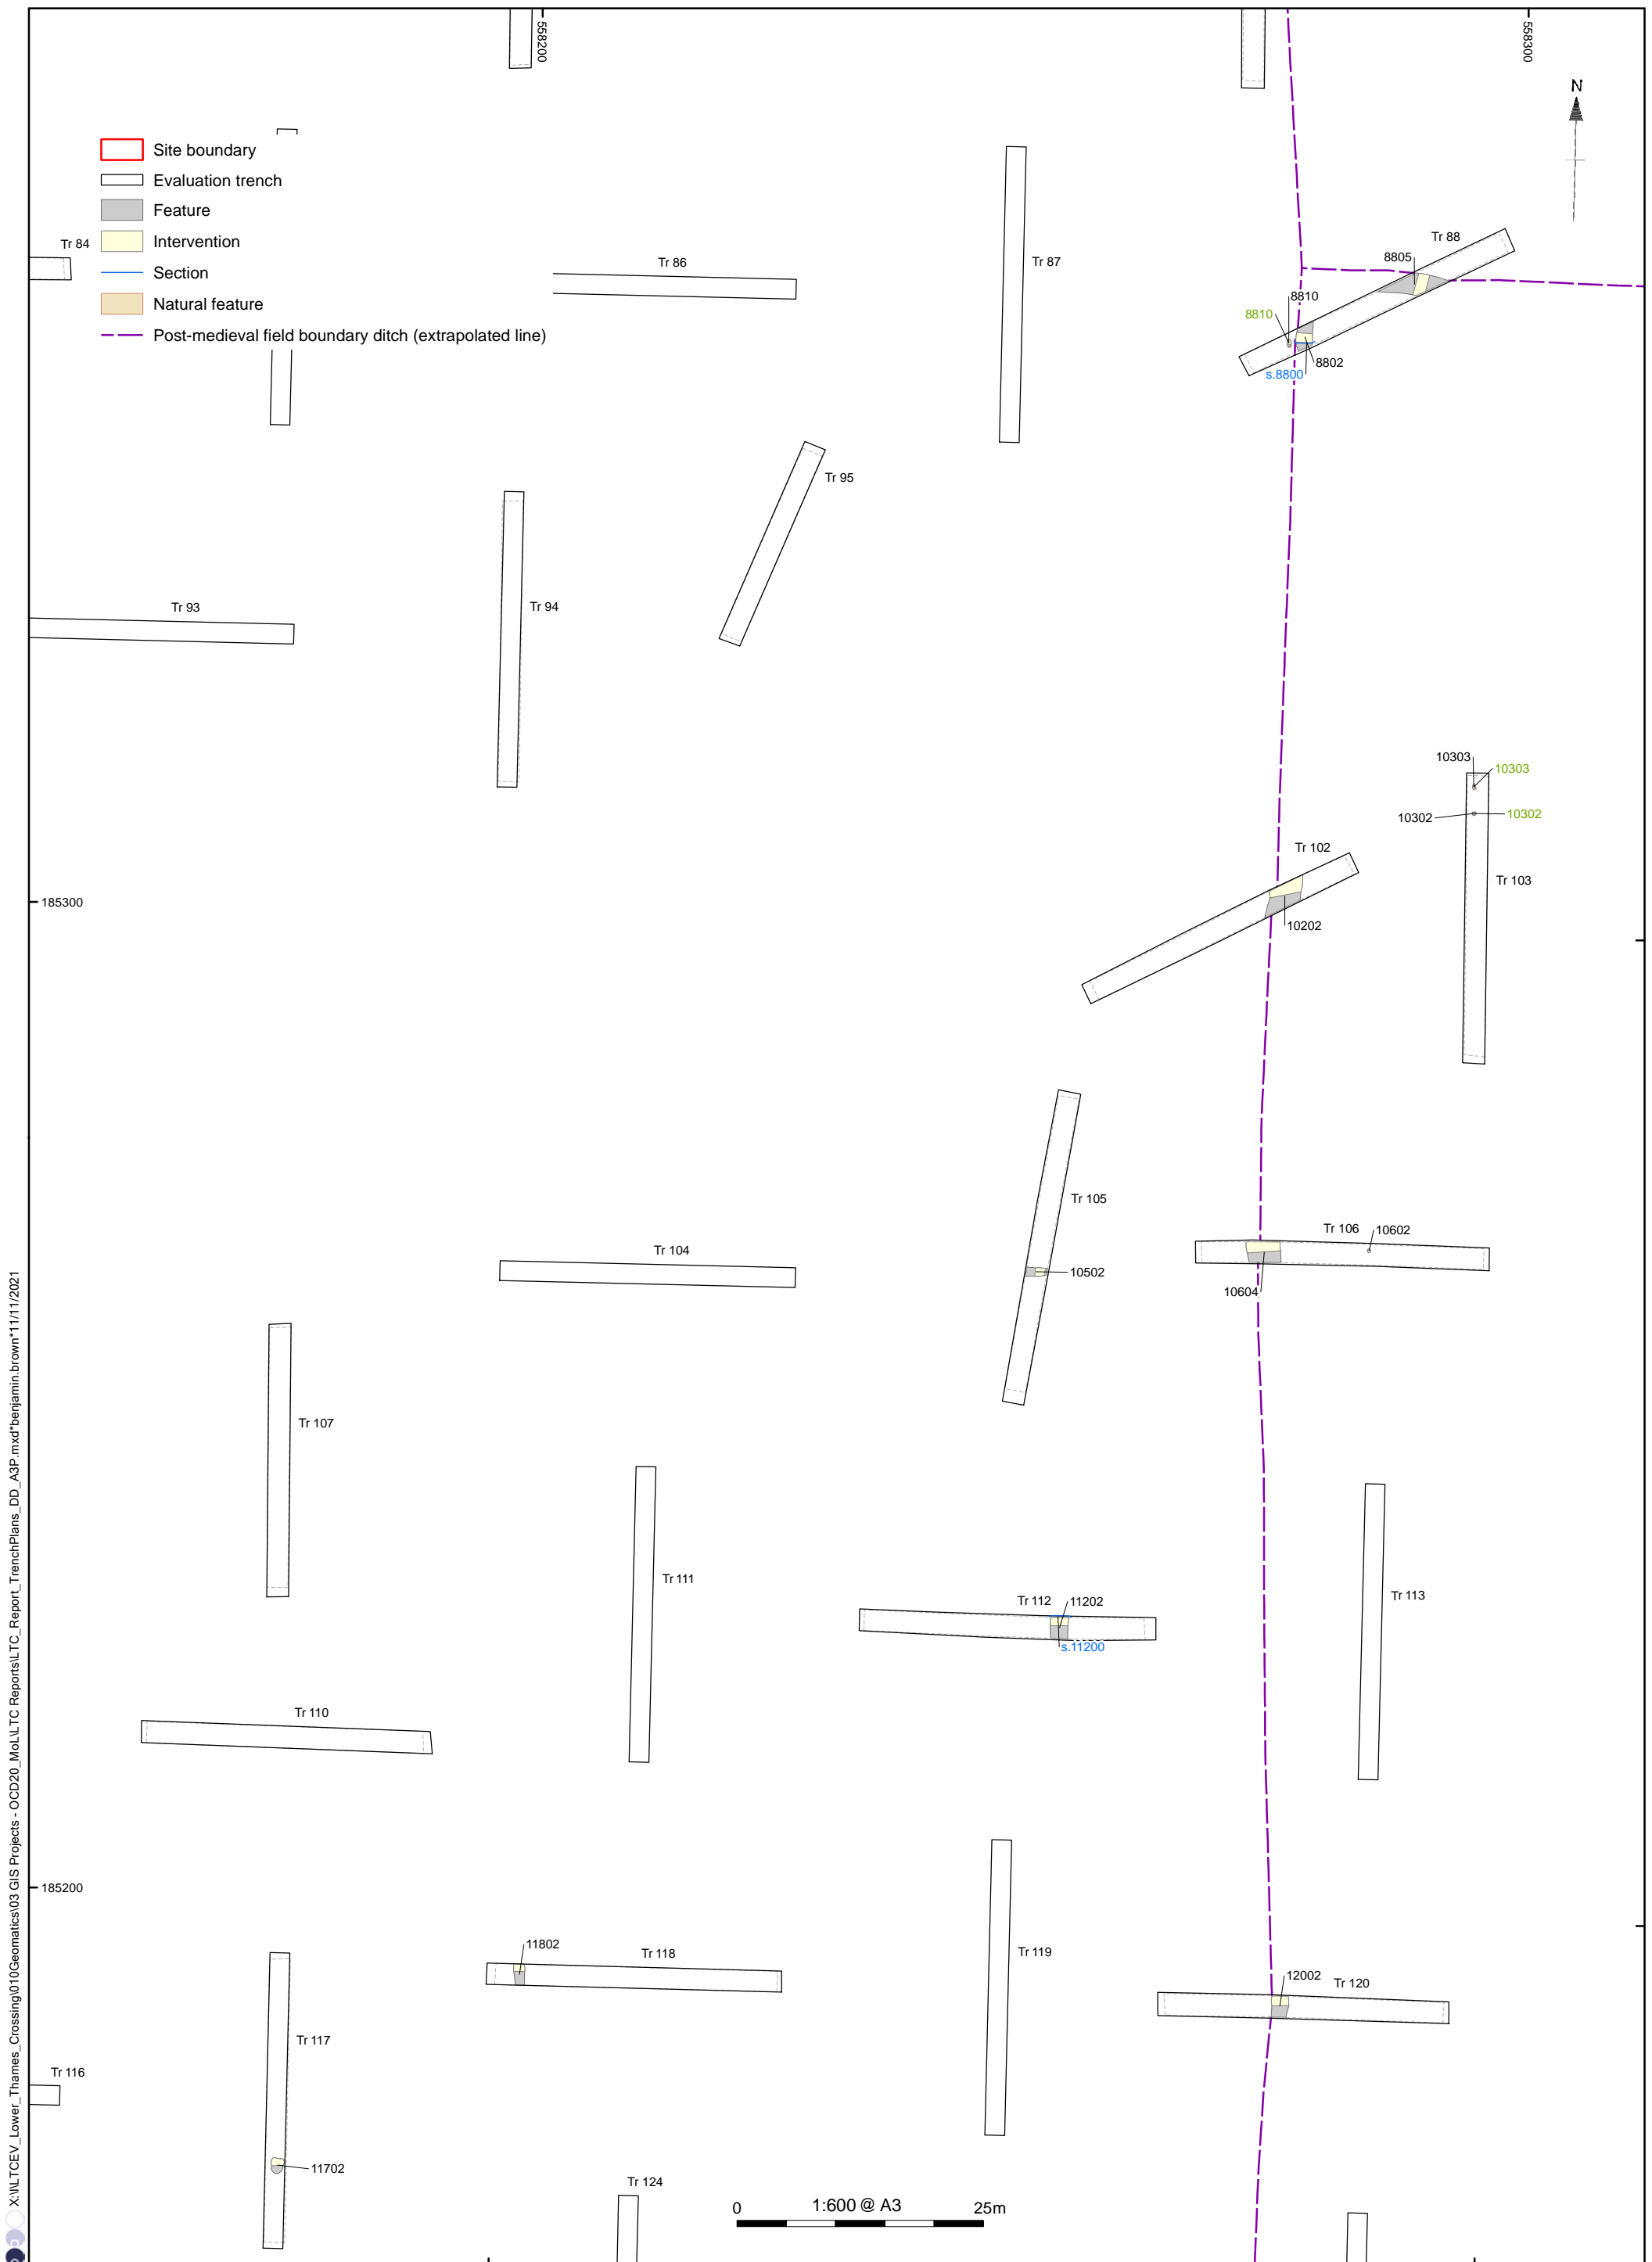 558200
558300
N
Site boundary
Evaluation trench
Feature
Intervention
Section
Natural feature
Post-medieval field boundary ditch (extrapolated line)
Tr 84
Tr 86
Tr 87
Tr 88
8805
8810
8810
8802
s.8800
Tr 95
Tr 93
Tr 94
10303
10303
10302
10302
Tr 102
Tr 103
185300
10202
Tr 105
Tr 106
10602
Tr 104
10502
10604
Tr 107
Tr 111
Tr 112
11202
Tr 113
s.11200
Tr 110
185200
11802
Tr 118
Tr 119
12002
Tr 120
Tr 117
Tr 116
11702
Tr 124
0
1:600 @ A3
25m
X:\l\LTCEV_Lower_Thames_Crossing\010Geomatics\03 GIS Projects - OCD20_MoL\LTC Reports\LTC_Report_TrenchPlans_DD_A3P.mxd*benjamin.brown*11/11/2021